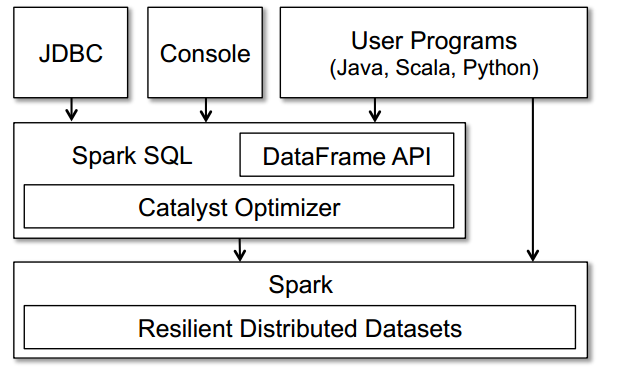 JDBC
Console
User Programs
(Java, Scala, Python)
Spark SQL
DataFrame API
Catalyst Optimizer
Spark
Resilient Distributed Datasets